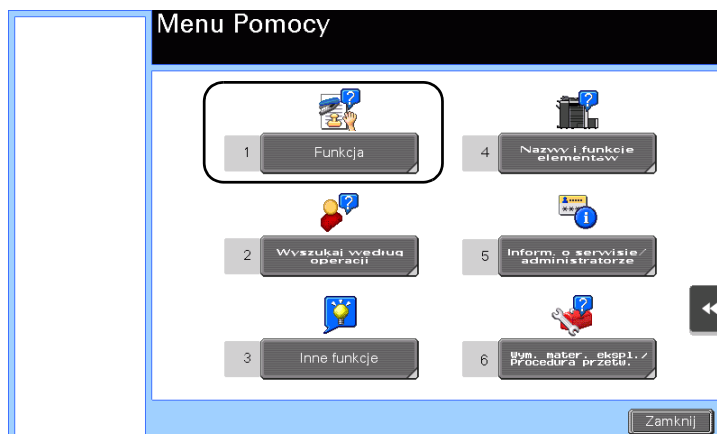 Menu Pomocy
1 Funkcja
4 Nazwy i funkcje
elementów
2 Wyszukaj według
operacji
5 Inform. o serwisie/
administratorze
3 Inne funkcje
6 Wym. mater. ekspl./
Procedura przetw.
Zamknij